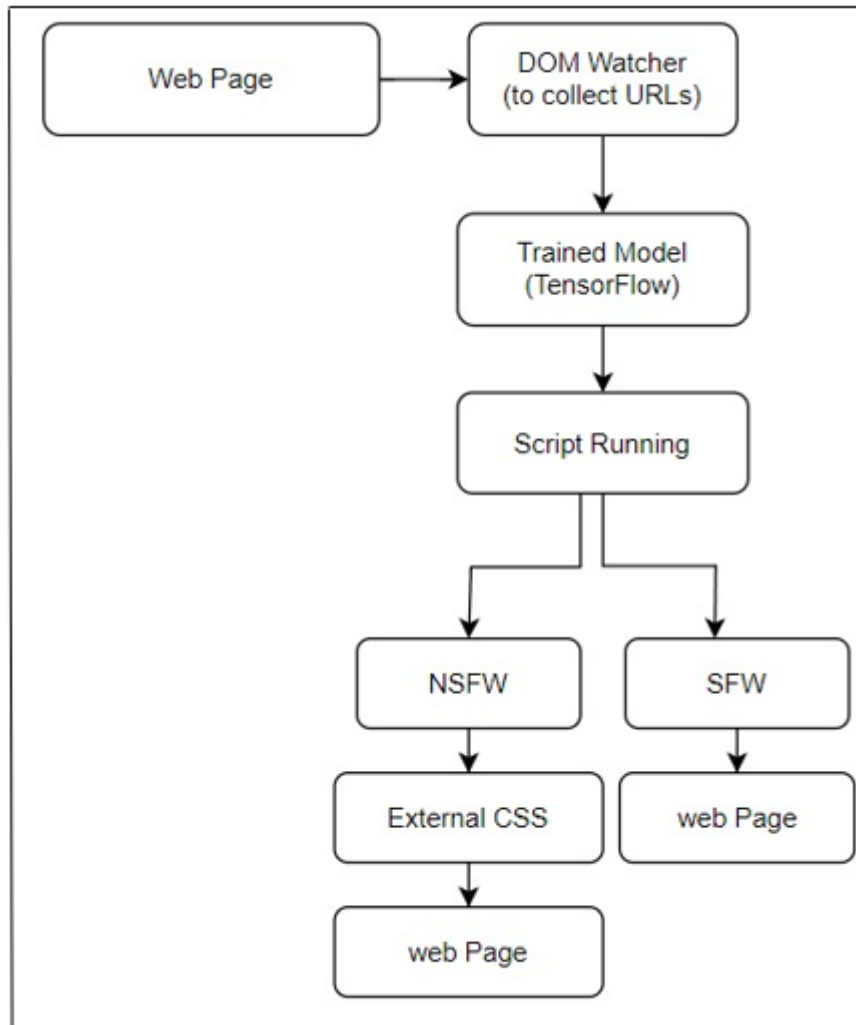 Web Page
DOM Watcher
(to collect URLs)
Trained Model
(TensorFlow)
Script Running
NSFW
SFW
External CSS
web Page
web Page